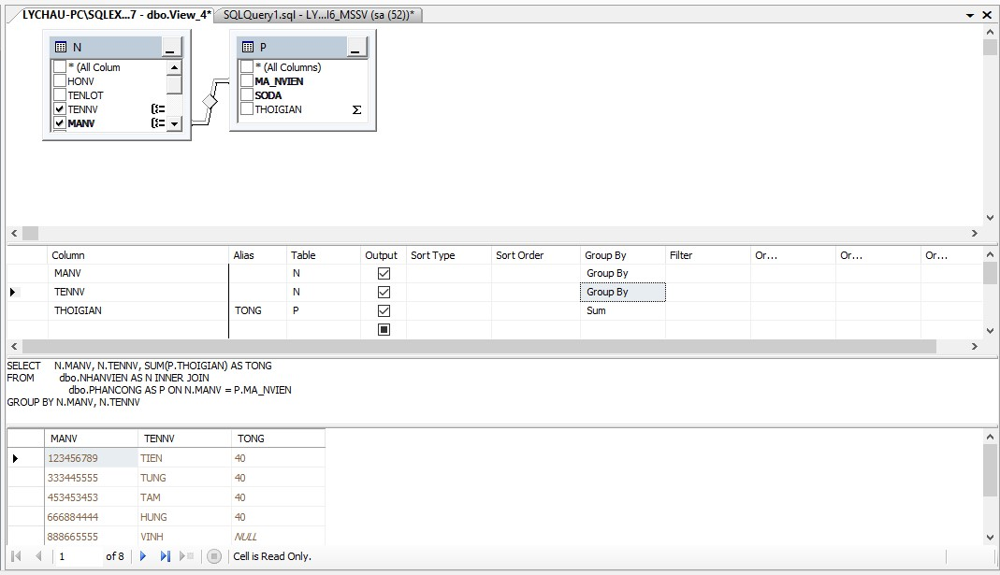 LYCHAU-PC\SQLEX...7 - dbo.View_4* SQLQuery1.sql - LY...l6_MSSV (sa (52))*
N P
* (All Colum * (All Columns)
HONV MA_NVIEN
TENLOT SODA
TENNV THOIGIAN Σ
MANV
Column Alias Table Output Sort Type Sort Order Group By Filter Or... Or... Or...
MANV N Group By
TENNV N Group By
THOIGIAN TONG P Sum
SELECT N.MANV, N.TENNV, SUM(P.THOIGIAN) AS TONG
FROM dbo.NHANVIEN AS N INNER JOIN
dbo.PHANCONG AS P ON N.MANV = P.MA_NVIEN
GROUP BY N.MANV, N.TENNV
MANV TENNV TONG
123456789 TIEN 40
333445555 TUNG 40
453453453 TAM 40
666884444 HUNG 40
888665555 VINH NULL
1 of 8 Cell is Read Only.